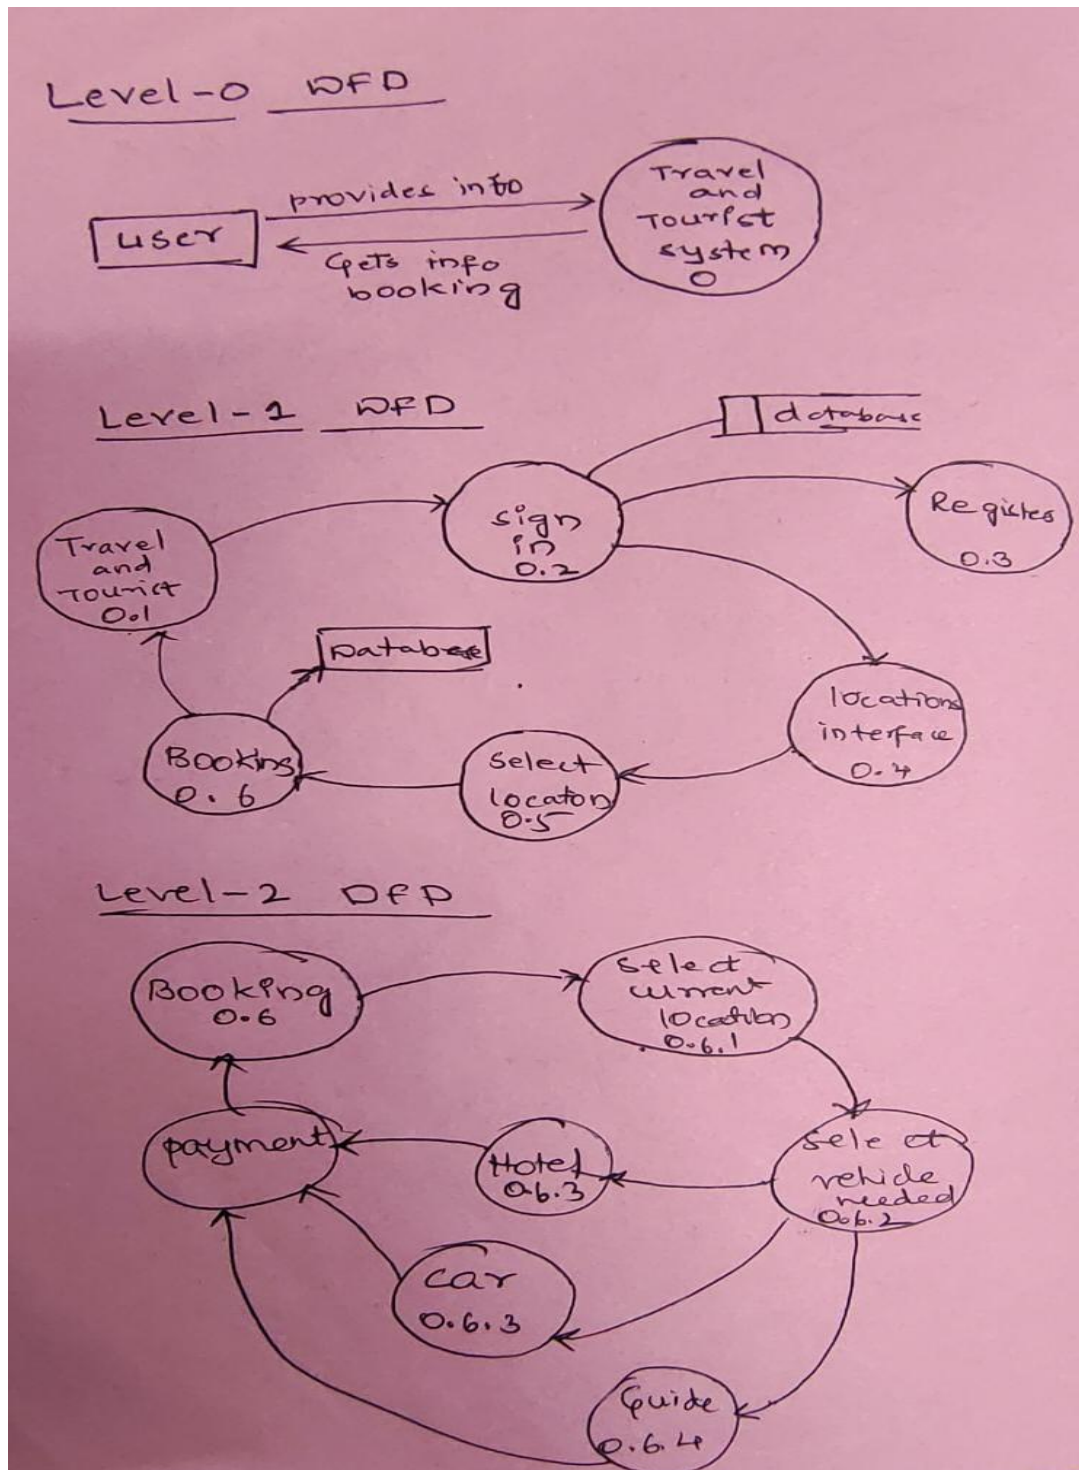 Level-0 DFD
provides info
user
Gets info
booking
Travel
and
Tourist
system
0
Level-1 DFD
database
sign
in
0.2
Register
0.3
Travel
and
Tourist
0.1
Database
locations
interface
0.4
Booking
0.6
Select
locaton
0.5
Level-2 DFD
Booking
0.6
Select
current
location
0.6.1
payment
Hotel
0.6.3
Select
vehicle
needed
0.6.2
Car
0.6.3
Guide
0.6.4